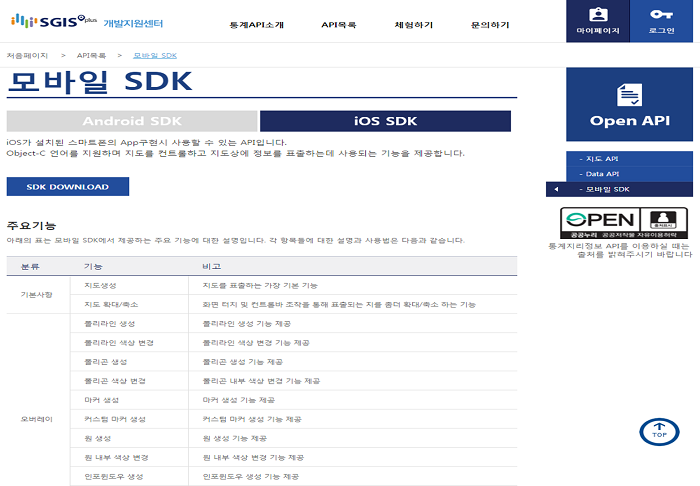 SGIS plus 개발지원센터
통계API소개 API목록 체험하기 문의하기
마이페이지 로그인
처음페이지 > API목록 > 모바일 SDK
모바일 SDK
Android SDK iOS SDK
iOS가 설치된 스마트폰의 App구현시 사용할 수 있는 API입니다.
Object-C 언어를 지원하며 지도를 컨트롤하고 지도상에 정보를 표출하는데 사용되는 기능을 제공합니다.
SDK DOWNLOAD
Open API
- 지도 API
- Data API
- 모바일 SDK
OPEN 출처표시
공공누리 공공저작물 자유이용허락
통계지리정보 API를 이용하실 때는
출처를 밝혀주시기 바랍니다
주요기능
아래의 표는 모바일 SDK에서 제공하는 주요 기능에 대한 설명입니다. 각 항목들에 대한 설명과 사용법은 다음과 같습니다.
분류 기능 비고
기본사항 지도생성 지도를 표출하는 가장 기본 기능
지도 확대/축소 화면 터치 및 컨트롤바 조작을 통해 표출되는 지를 줌더 확대/축소 하는 기능
오버레이 폴리라인 생성 폴리라인 생성 기능 제공
폴리라인 색상 변경 폴리라인 색상 변경 기능 제공
폴리곤 생성 폴리곤 생성 기능 제공
폴리곤 색상 변경 폴리곤 내부 색상 변경 기능 제공
마커 생성 마커 생성 기능 제공
커스텀 마커 생성 커스텀 마커 생성 기능 제공
원 생성 원 생성 기능 제공
원 내부 색상 변경 원 내부 색상 변경 기능 제공
인포윈도우 생성 인포윈도우 생성 기능 제공
TOP